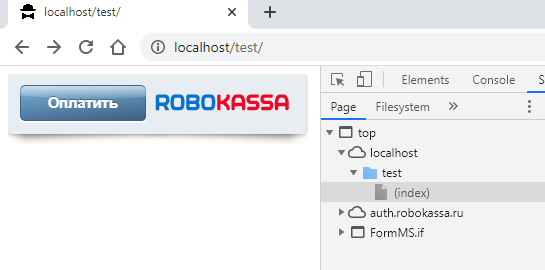 localhost/test/
localhost/test/
Elements
Console
S
Page
Filesystem
»
top
localhost
test
(index)
auth.robokassa.ru
FormMS.if
Оплатить
ROBOKASSA